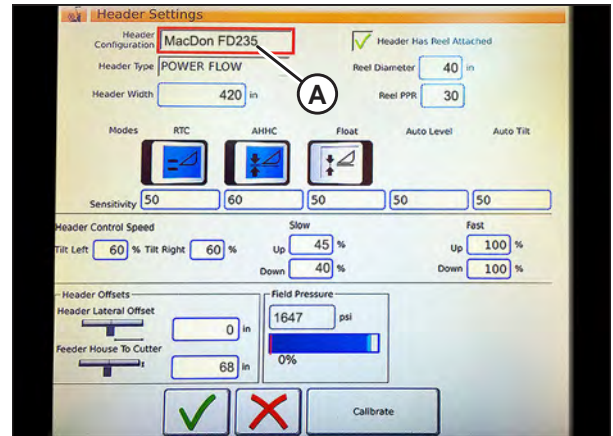 Header Settings
Header Configuration MacDon FD235
Header Has Reel Attached
Header Type POWER FLOW
Reel Diameter 40 in
Header Width 420 in
Reel PPR 30
A
Modes RTC AHHC Float Auto Level Auto Tilt
Sensitivity 50 60 50 50 50
Header Control Speed
Slow
Fast
Tilt Left 60 % Tilt Right 60 % Up 45 % Up 100 %
Down 40 % Down 100 %
Header Offsets
Field Pressure
Header Lateral Offset
0 in
1647 psi
Feeder House To Cutter
68 in
0%
Calibrate